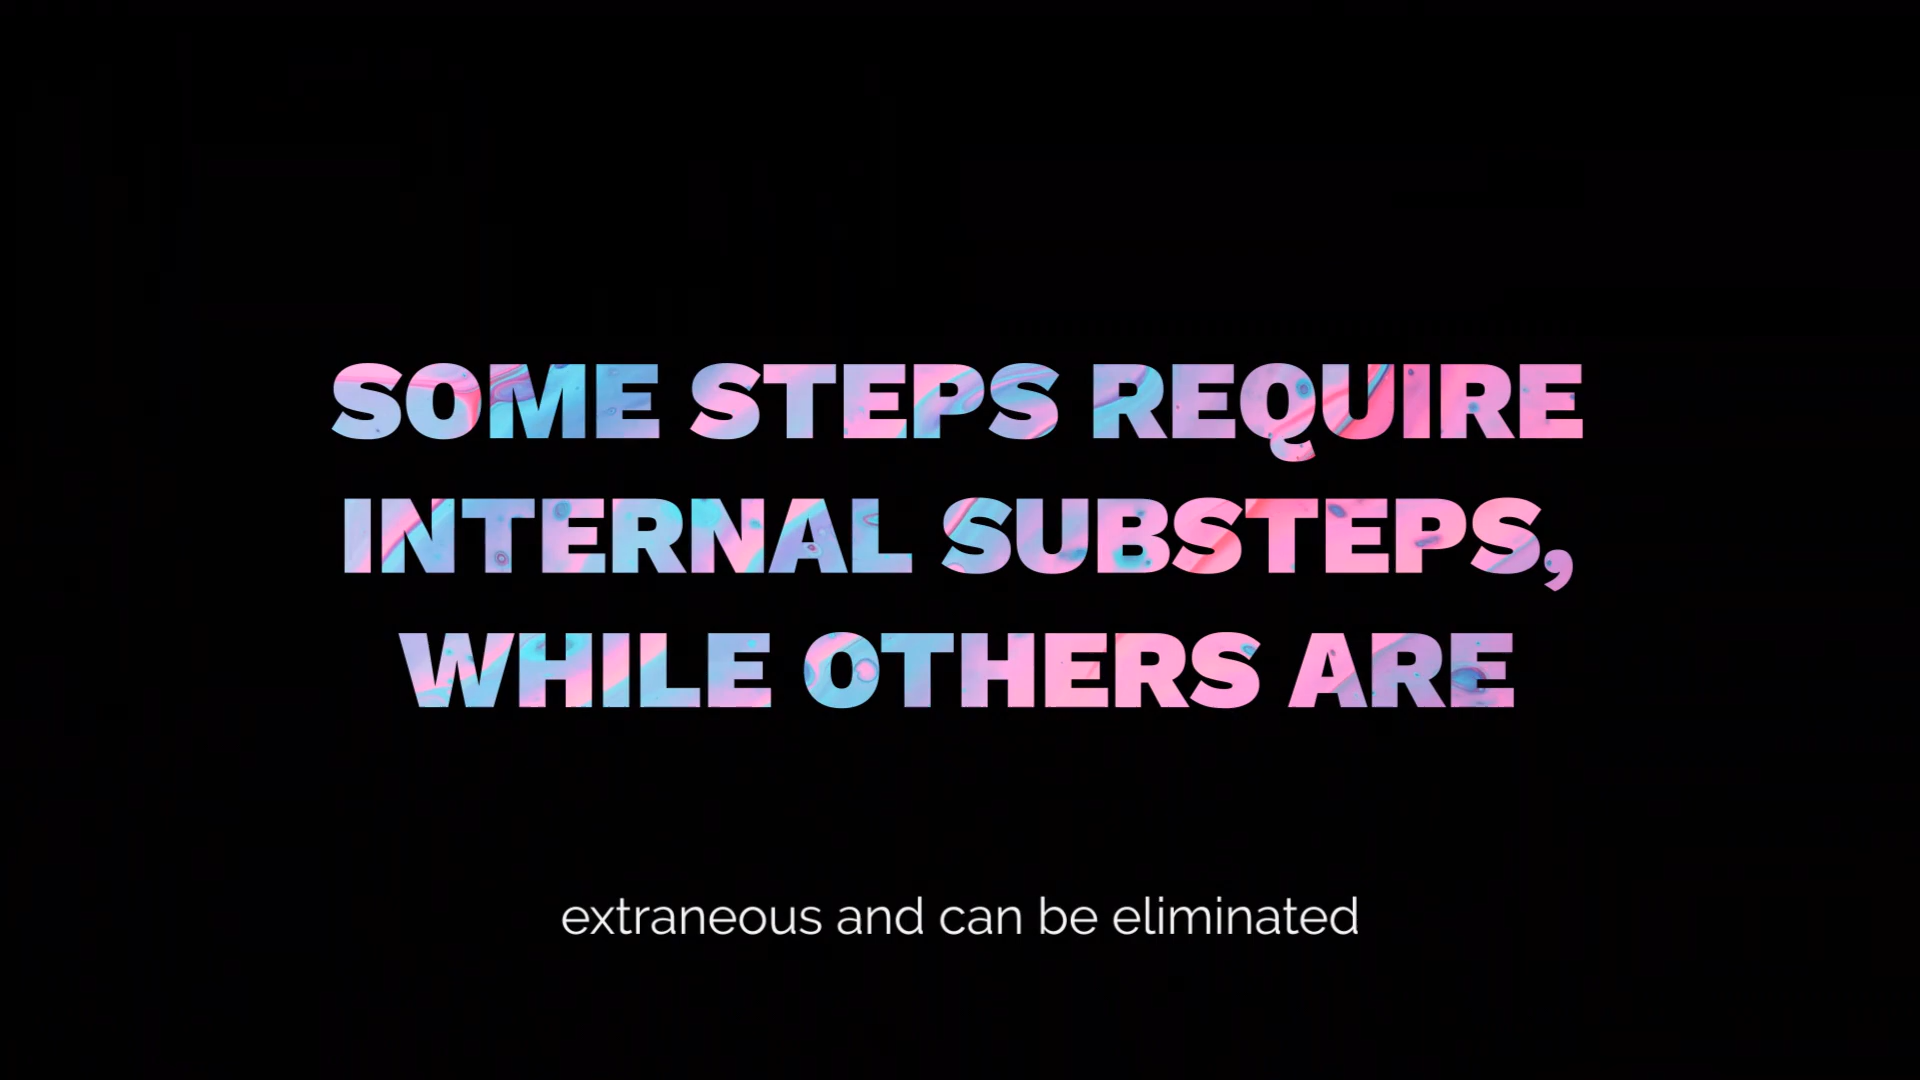 SOME STEPS REQUIRE
INTERNAL SUBSTEPS,
WHILE OTHERS ARE
extraneous and can be eliminated